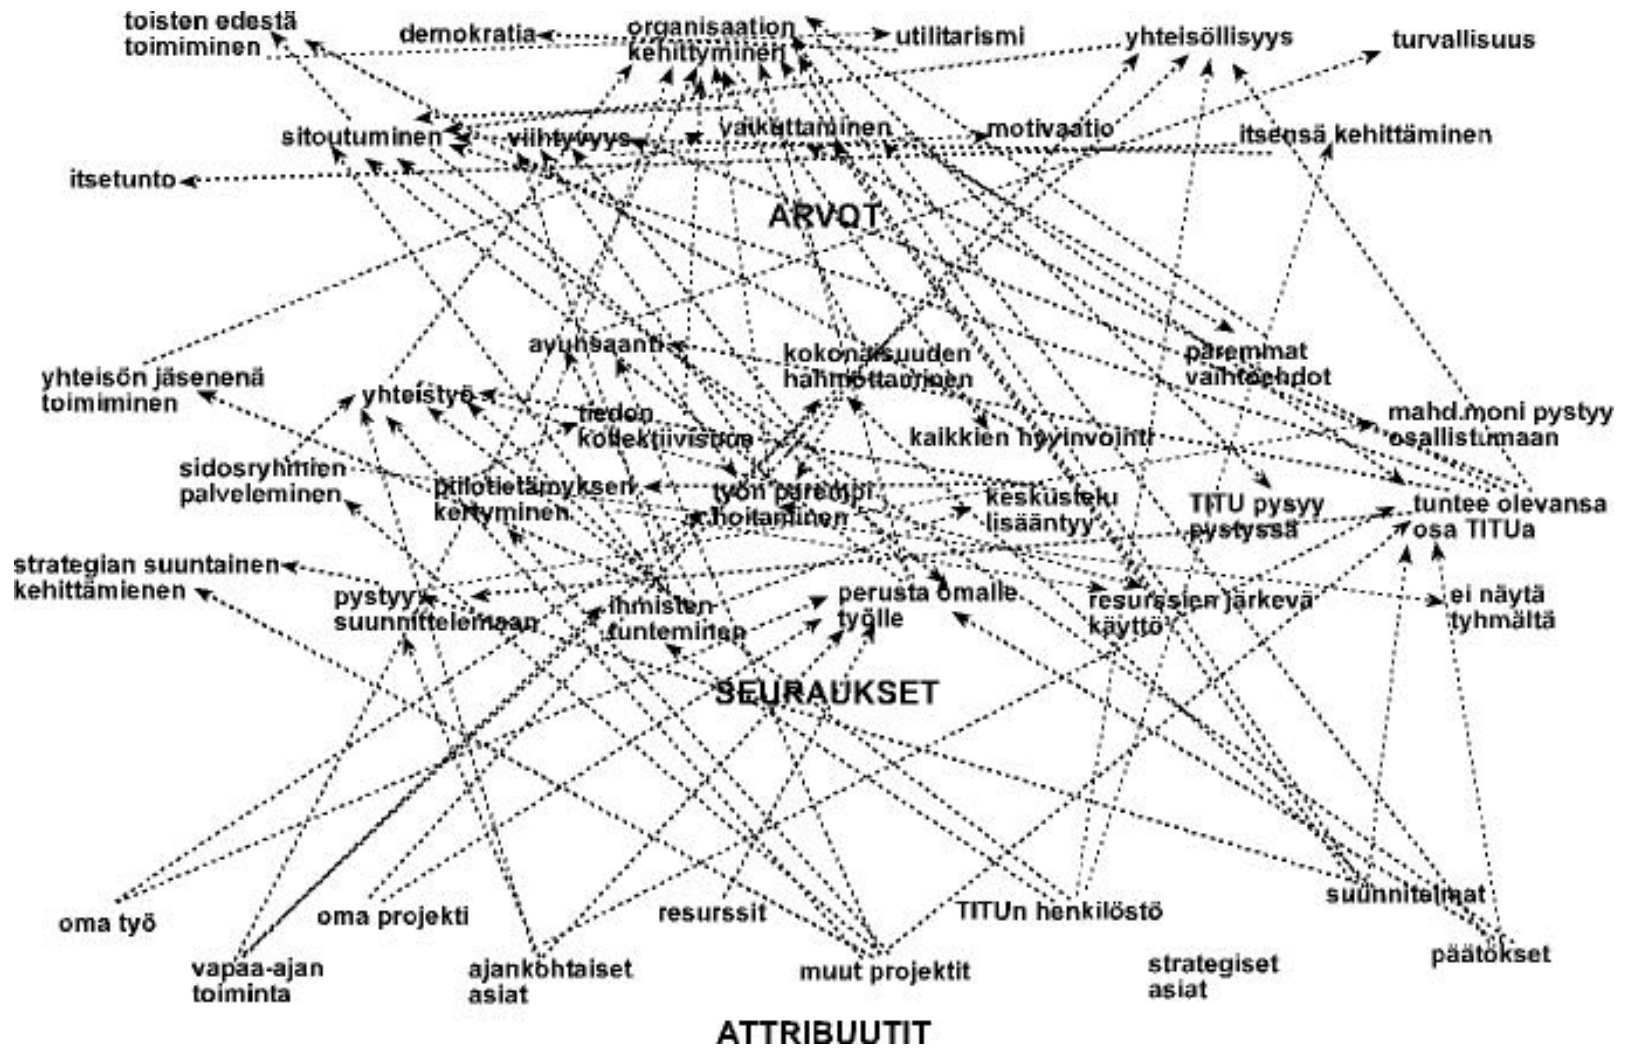 toisten edestä
toimiminen
demokratia
organisaation
kehittyminen
utilitarismi
yhteisöllisyys
turvallisuus
sitoutuminen
viihtyvyys
vaikuttaminen
motivaatio
itsensä kehittäminen
itsetunto
ARVOT
yhteisön jäsenenä
toimiminen
avunsaanti
yhteistyö
tiedon
kollektiivisuus
kokonaisuuden
hahmottaminen
kaikkien hyvinvointi
paremmat
vaihtoehdot
mahd.moni pystyy
osallistumaan
sidosryhmien
palveleminen
piilotietämyksen
kertyminen
työn parempi
hoitaminen
keskustelu
lisääntyy
TITU pysyy
pystyssä
tuntee olevansa
osa TITUa
strategian suuntainen
kehittämienen
pystyy
suunnittelemaan
ihmisten
tunteminen
perusta omalle
työlle
resurssien järkevä
käyttö
ei näytä
tyhmältä
SEURAUKSET
oma työ
oma projekti
resurssit
TITUn henkilöstö
suunnitelmat
vapaa-ajan
toiminta
ajankohtaiset
asiat
muut projektit
strategiset
asiat
päätökset
ATTRIBUUTIT